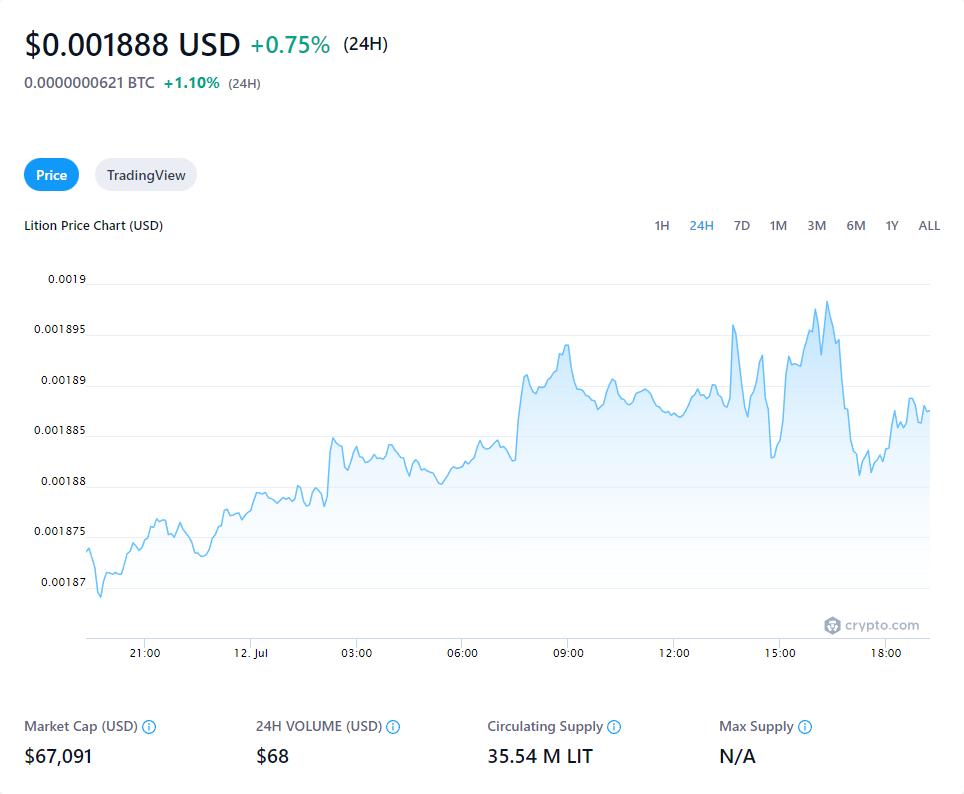 $0.001888 USD +0.75% (24H)
0.0000000621 BTC +1.10% (24H)
Price TradingView
Lition Price Chart (USD) 1H 24H 7D 1M 3M 6M 1Y ALL
0.0019
0.001895
0.00189
0.001885
0.00188
0.001875
0.00187
crypto.com
21:00 12. Jul 03:00 06:00 09:00 12:00 15:00 18:00
Market Cap (USD) 24H VOLUME (USD) Circulating Supply Max Supply
$67,091 $68 35.54 M LIT N/A